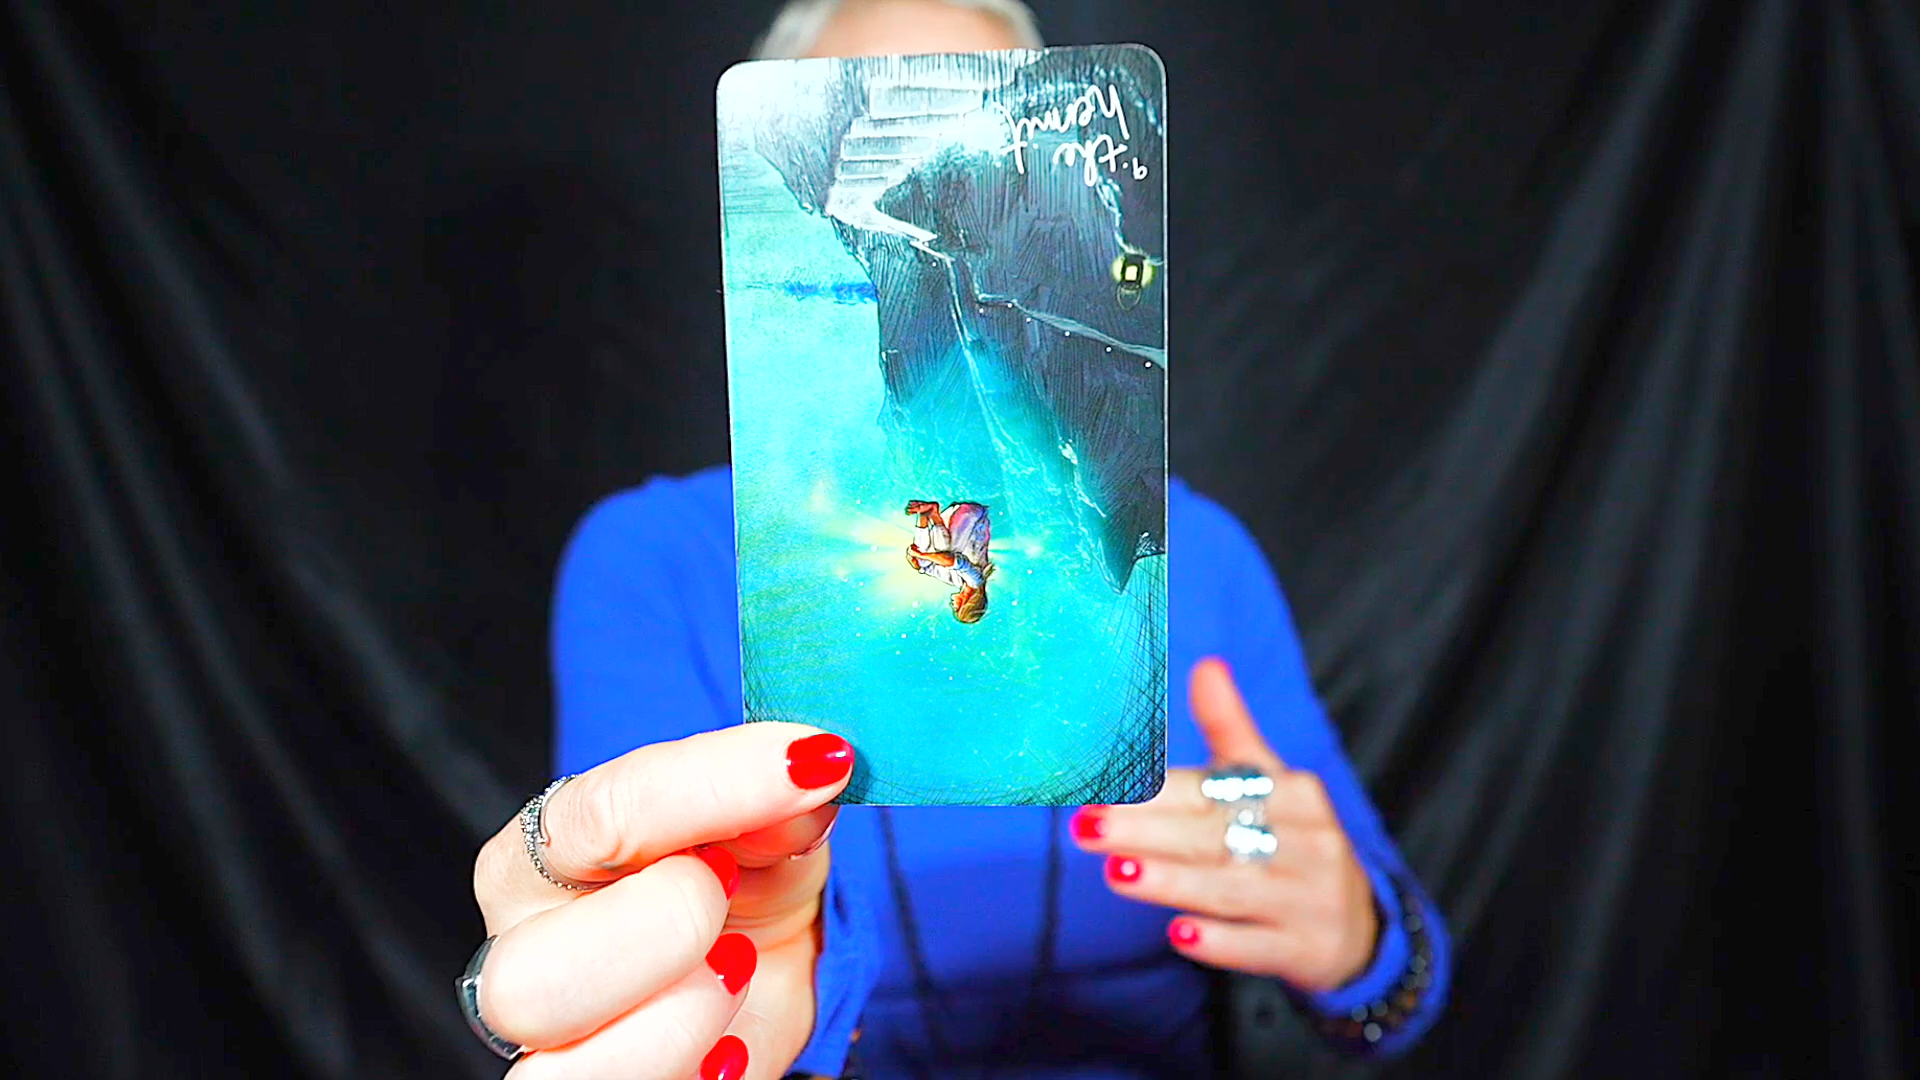 9. the
hermit